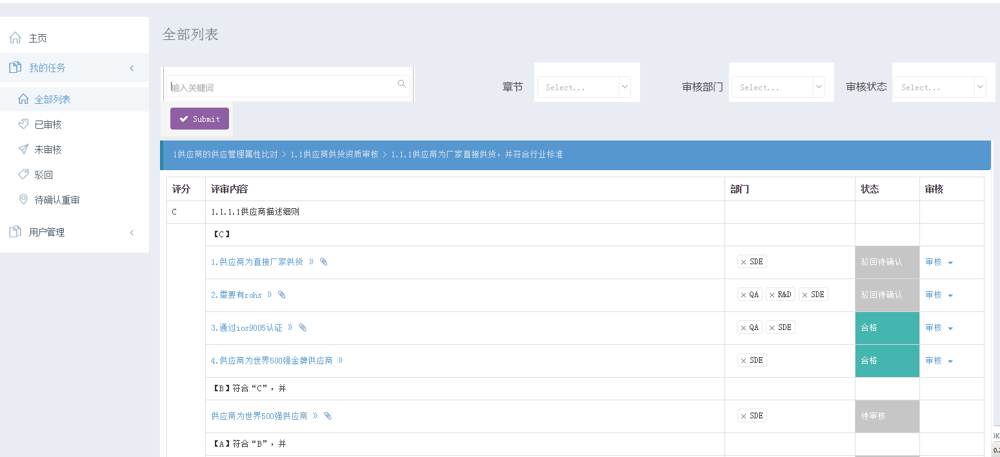 主页
我的任务
全部列表
已审核
未审核
驳回
待确认重审
用户管理
全部列表
输入关键词
章节 Select...
审核部门 Select...
审核状态 Select...
Submit
1供应商的供应管理属性比对 > 1.1供应商供货资质审核 > 1.1.1供应商为厂家直接供货，并符合行业标准
评分 评审内容 部门 状态 审核
C 1.1.1.1供应商描述细则
【C】
1.供应商为直接厂家供货 》 × SDE 驳回待确认 审核
2.需要有rohs 》 × QA × R&D × SDE 驳回待确认 审核
3.通过ios9005认证 》 × QA × SDE 合格 审核
4.供应商为世界500强金牌供应商 》 × SDE 合格 审核
【B】符合“C”，并
供应商为世界500强供应商 》 × SDE 待审核
【A】符合“B”，并